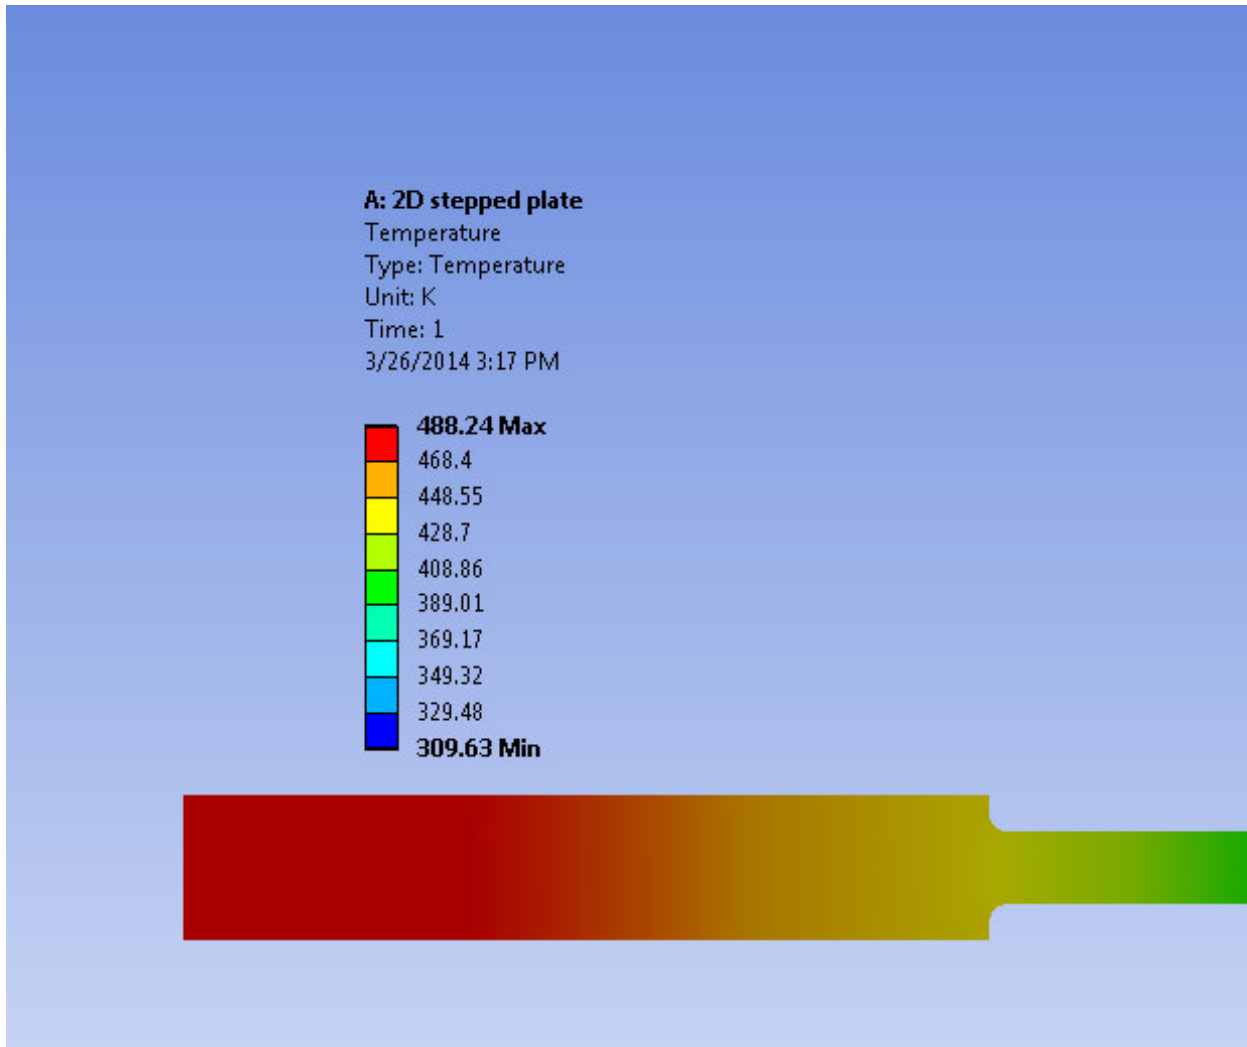 A: 2D stepped plate
Temperature
Type: Temperature
Unit: K
Time: 1
3/26/2014 3:17 PM
488.24 Max
468.4
448.55
428.7
408.86
389.01
369.17
349.32
329.48
309.63 Min